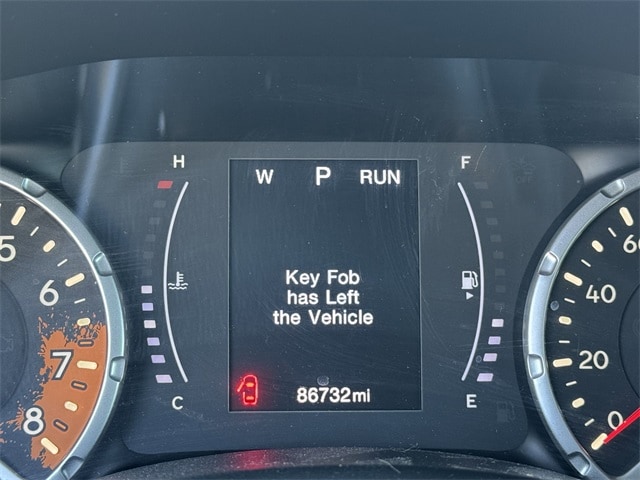 H
W P RUN
F
5
6
7
8
Key Fob
has Left
the Vehicle
60
40
20
0
C
86732mi
E